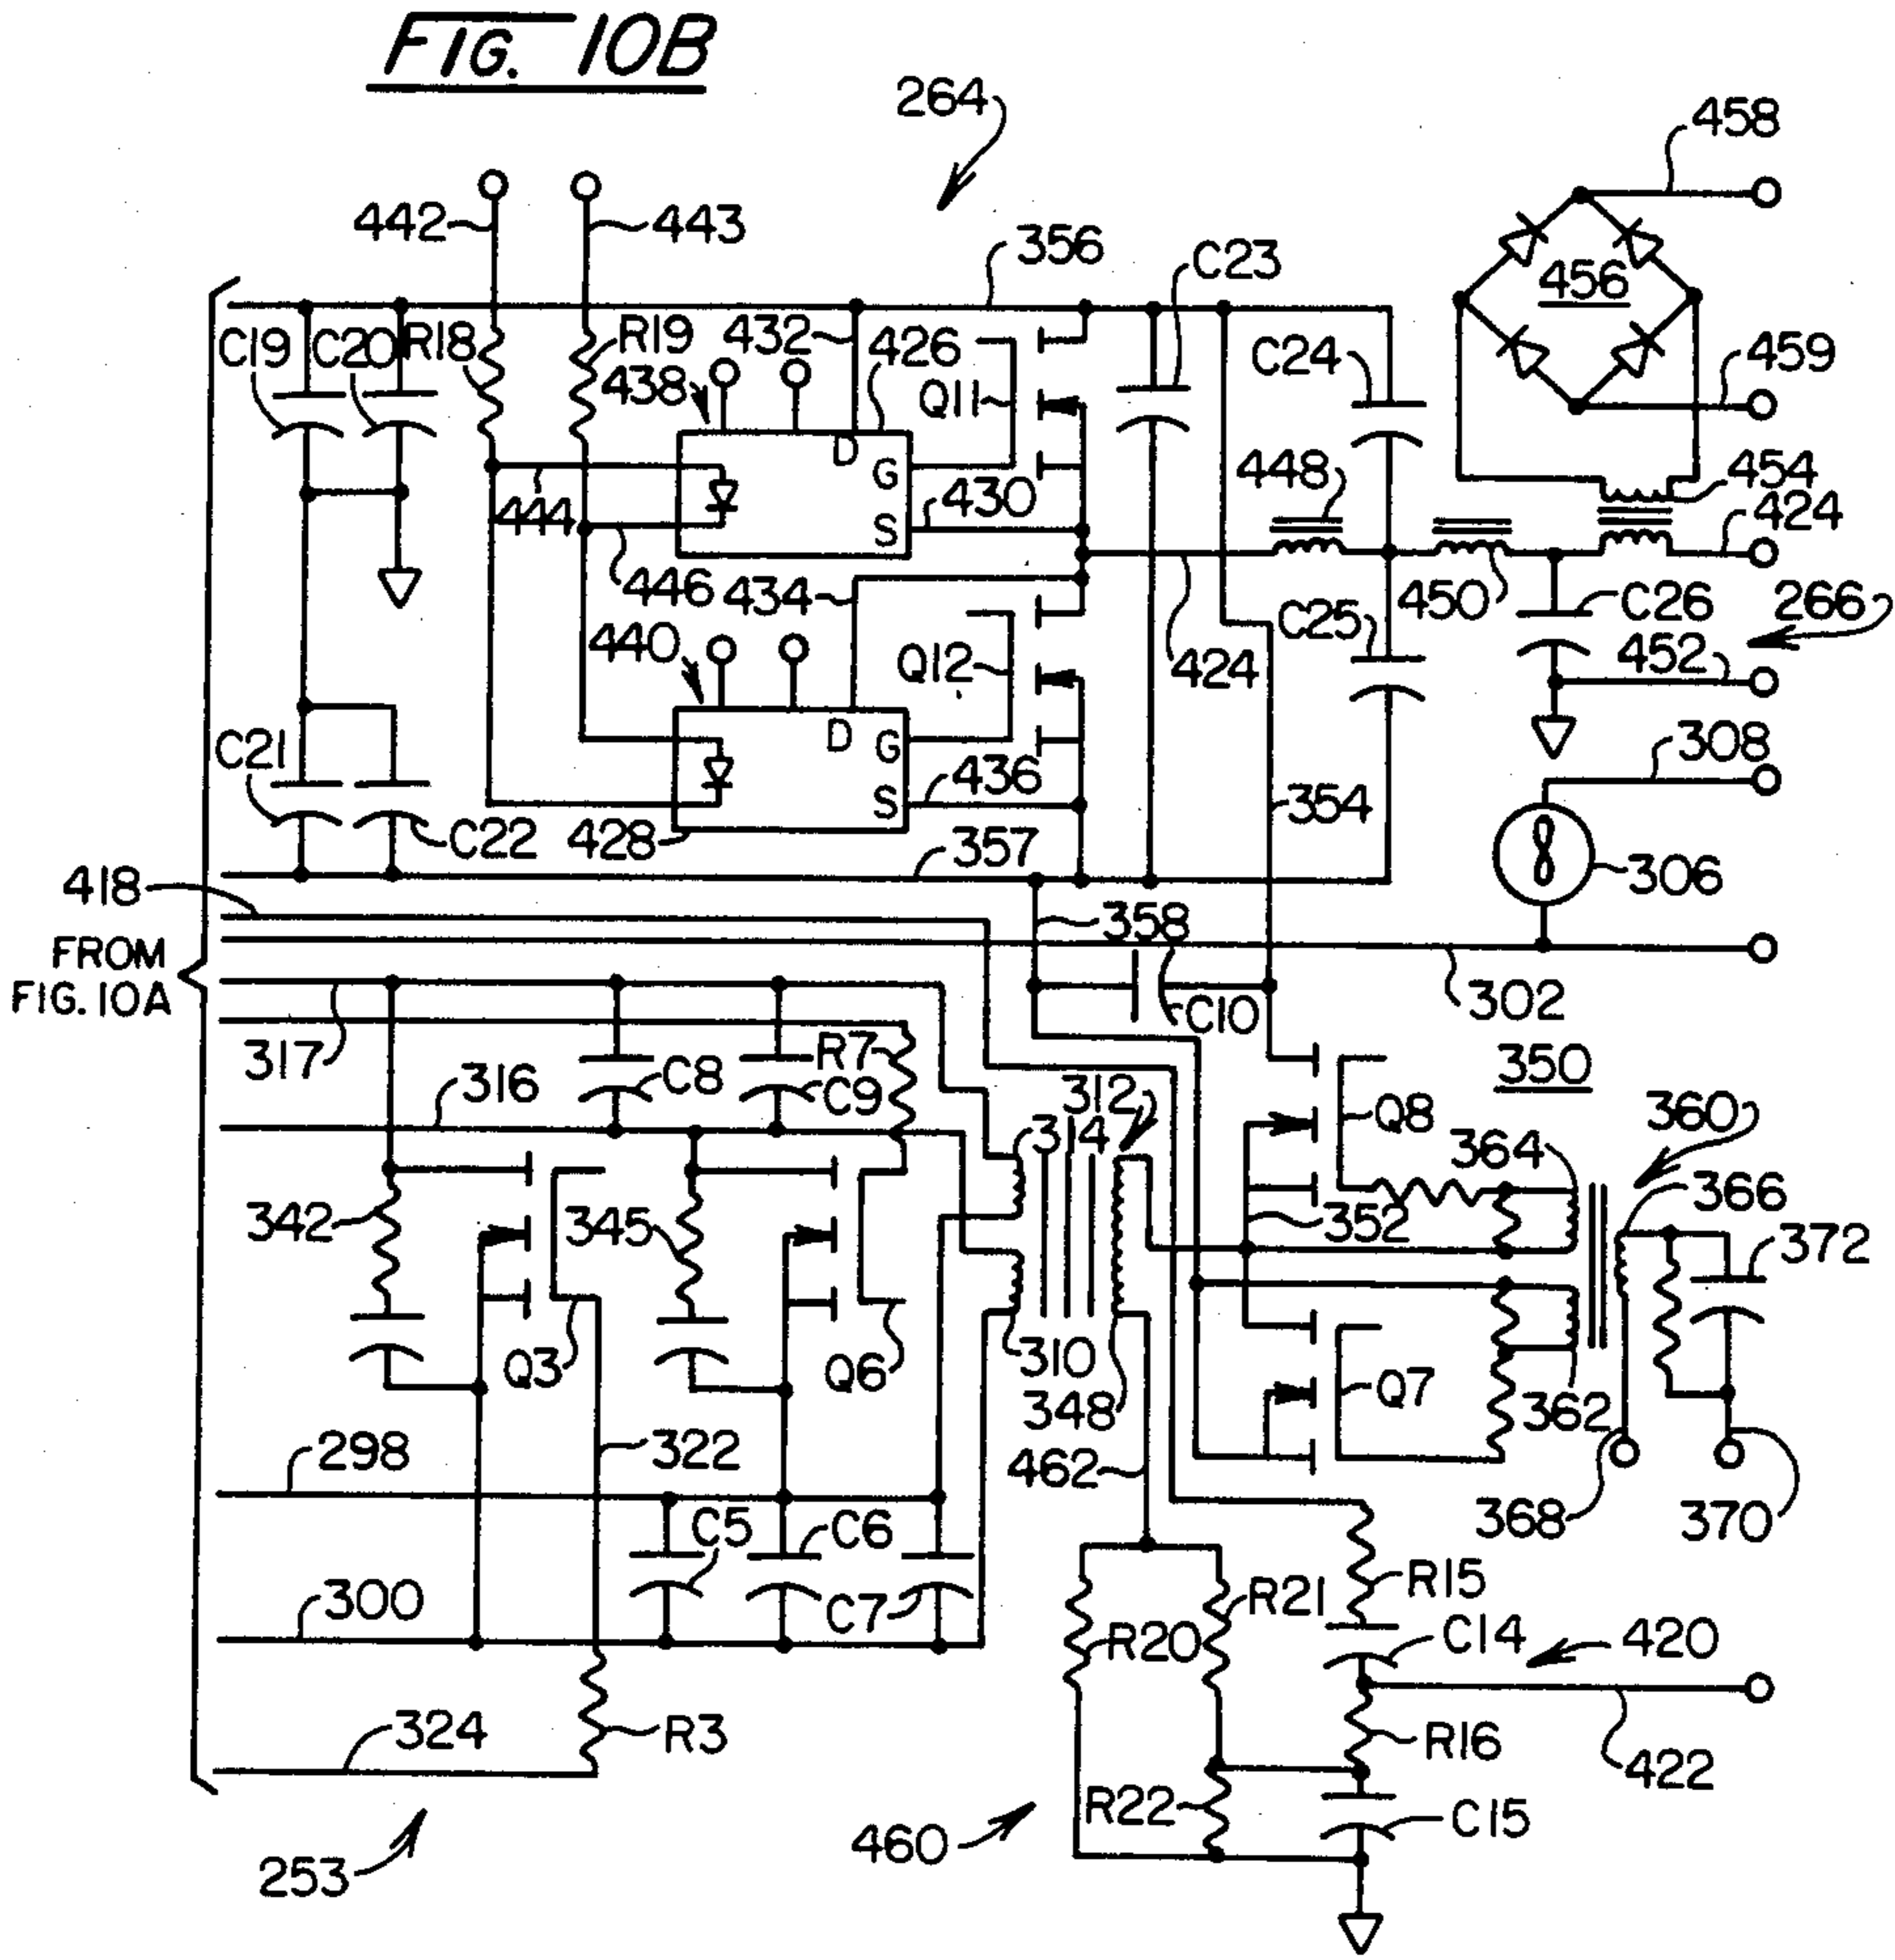 FIG. 10B
264
458
442
443
356
C23
456
C19
C20
R18
R19
432
426
C24
459
438
Q11
D
G
S
444
430
448
454
424
446
434
450
C26
266
C25
440
Q12
424
452
D
G
S
C21
436
354
308
C22
428
357
306
418
358
FROM
FIG. 10A
302
C10
317
R7
350
316
C8
C9
312
314
Q8
360
364
366
342
345
352
372
Q3
Q6
310
348
Q7
362
298
322
462
368
370
C5
C6
R15
300
C7
R21
R20
C14
420
324
R3
R16
422
R22
C15
460
253